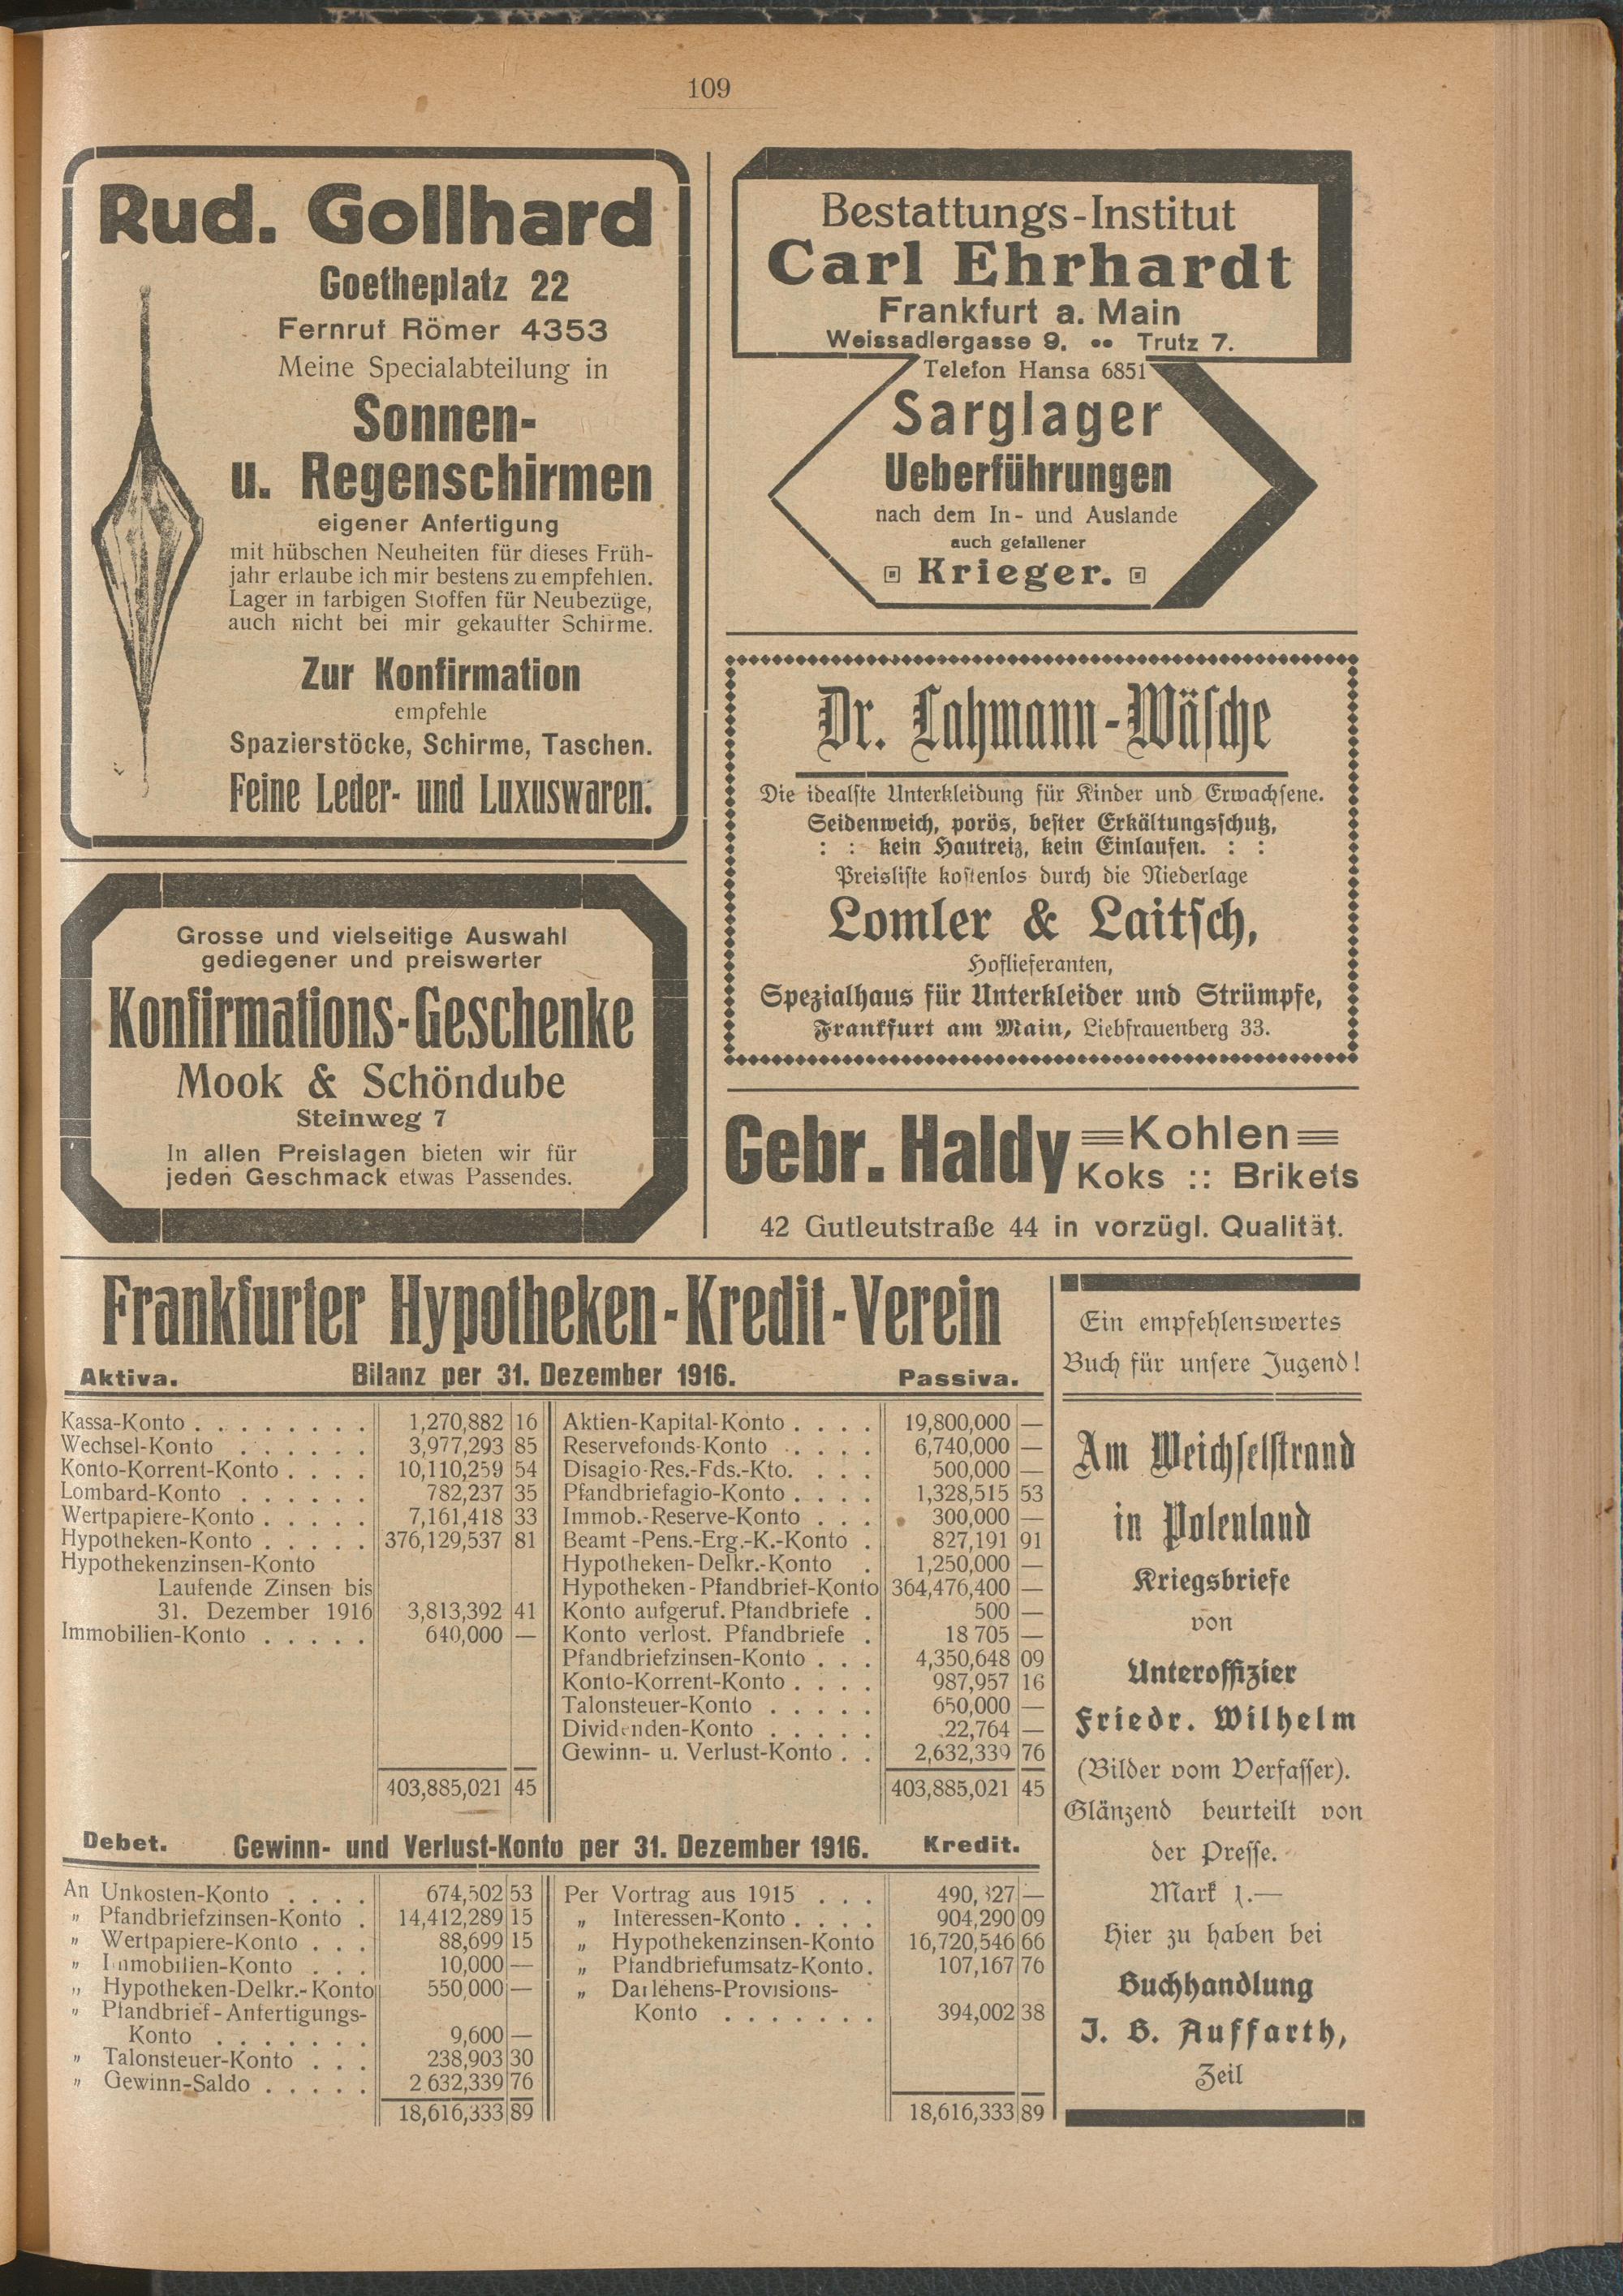 109
Rud. Gollhard
Goetheplatz 22
Fernruf Römer 4353
Meine Specialabteilung in
Sonnen-
u. Regenschirmen
eigener Anfertigung
mit hübschen Neuheiten für dieses Früh-
jahr erlaube ich mir bestens zu empfehlen.
Lager in farbigen Stoffen für Neubezüge,
auch nicht bei mir gekaufter Schirme.
Zur Konfirmation
empfehle
Spazierstöcke, Schirme, Taschen.
Feine Leder- und Luxuswaren.
Grosse und vielseitige Auswahl
gediegener und preiswerter
Konfirmations-Geschenke
Mook & Schöndube
Steinweg 7
In allen Preislagen bieten wir für
jeden Geschmack etwas Passendes.
Bestattungs-Institut
Carl Ehrhardt
Frankfurt a. Main
Weissadlergasse 9. •• Trutz 7.
Telefon Hansa 6851
Sarglager
Ueberführungen
nach dem In- und Auslande
auch gefallener
Krieger.
Dr. Lahmann-Wäsche
Die idealste Unterkleidung für Kinder und Erwachsene.
Seidenweich, porös, bester Erkältungsschutz,
: : kein Hautreiz, kein Einlaufen. : :
Preisliste kostenlos durch die Niederlage
Lomler & Laitsch,
Hoflieferanten,
Spezialhaus für Unterkleider und Strümpfe,
Frankfurt am Main, Liebfrauenberg 33.
Gebr. Haldy Kohlen
Koks :: Brikets
42 Gutleutstraße 44 in vorzügl. Qualität.
Frankfurter Hypotheken-Kredit-Verein
Aktiva. Bilanz per 31. Dezember 1916. Passiva.
Kassa-Konto . . . . . . . . 1,270,882 16 Aktien-Kapital-Konto . . . . 19,800,000 —
Wechsel-Konto . . . . . . 3,977,293 85 Reservefonds-Konto . . . . 6,740,000 —
Konto-Korrent-Konto . . . . 10,110,259 54 Disagio-Res.-Fds.-Kto. . . . 500,000 —
Lombard-Konto . . . . . . 782,237 35 Pfandbriefagio-Konto . . . . 1,328,515 53
Wertpapiere-Konto . . . . . 7,161,418 33 Immob.-Reserve-Konto . . . 300,000 —
Hypotheken-Konto . . . . . 376,129,537 81 Beamt-Pens.-Erg.-K.-Konto . 827,191 91
Hypothekenzinsen-Konto Hypotheken-Delkr.-Konto . 1,250,000 —
Laufende Zinsen bis Hypotheken-Pfandbrief-Konto 364,476,400 —
31. Dezember 1916 3,813,392 41 Konto aufgeruf. Pfandbriefe . 500 —
Immobilien-Konto . . . . . 640,000 — Konto verlost. Pfandbriefe . 18 705 —
Pfandbriefzinsen-Konto . . . 4,350,648 09
Konto-Korrent-Konto . . . . 987,957 16
Talonsteuer-Konto . . . . . 650,000 —
Dividenden-Konto . . . . . 22,764 —
Gewinn- u. Verlust-Konto . . 2,632,339 76
403,885,021 45 403,885,021 45
Debet. Gewinn- und Verlust-Konto per 31. Dezember 1916. Kredit.
An Unkosten-Konto . . . . 674,502 53 Per Vortrag aus 1915 . . . 490,327 —
" Pfandbriefzinsen-Konto . 14,412,289 15 " Interessen-Konto . . . . 904,290 09
" Wertpapiere-Konto . . . 88,699 15 " Hypothekenzinsen-Konto 16,720,546 66
" Immobilien-Konto . . . 10,000 — " Pfandbriefumsatz-Konto . 107,167 76
" Hypotheken-Delkr.-Konto 550,000 — " Darlehens-Provisions-
" Pfandbrief-Anfertigungs- Konto . . . . . . . 394,002 38
Konto . . . . . . . 9,600 —
" Talonsteuer-Konto . . . 238,903 30
" Gewinn-Saldo . . . . . 2 632,339 76
18,616,333 89 18,616,333 89
Ein empfehlenswertes
Buch für unsere Jugend!
Am Weichselstrand
in Polenland
Kriegsbriefe
von
Unteroffizier
Friedr. Wilhelm
(Bilder vom Verfasser).
Glänzend beurteilt von
der Presse.
Mark 1.—
Hier zu haben bei
Buchhandlung
J. B. Auffarth,
Zeil